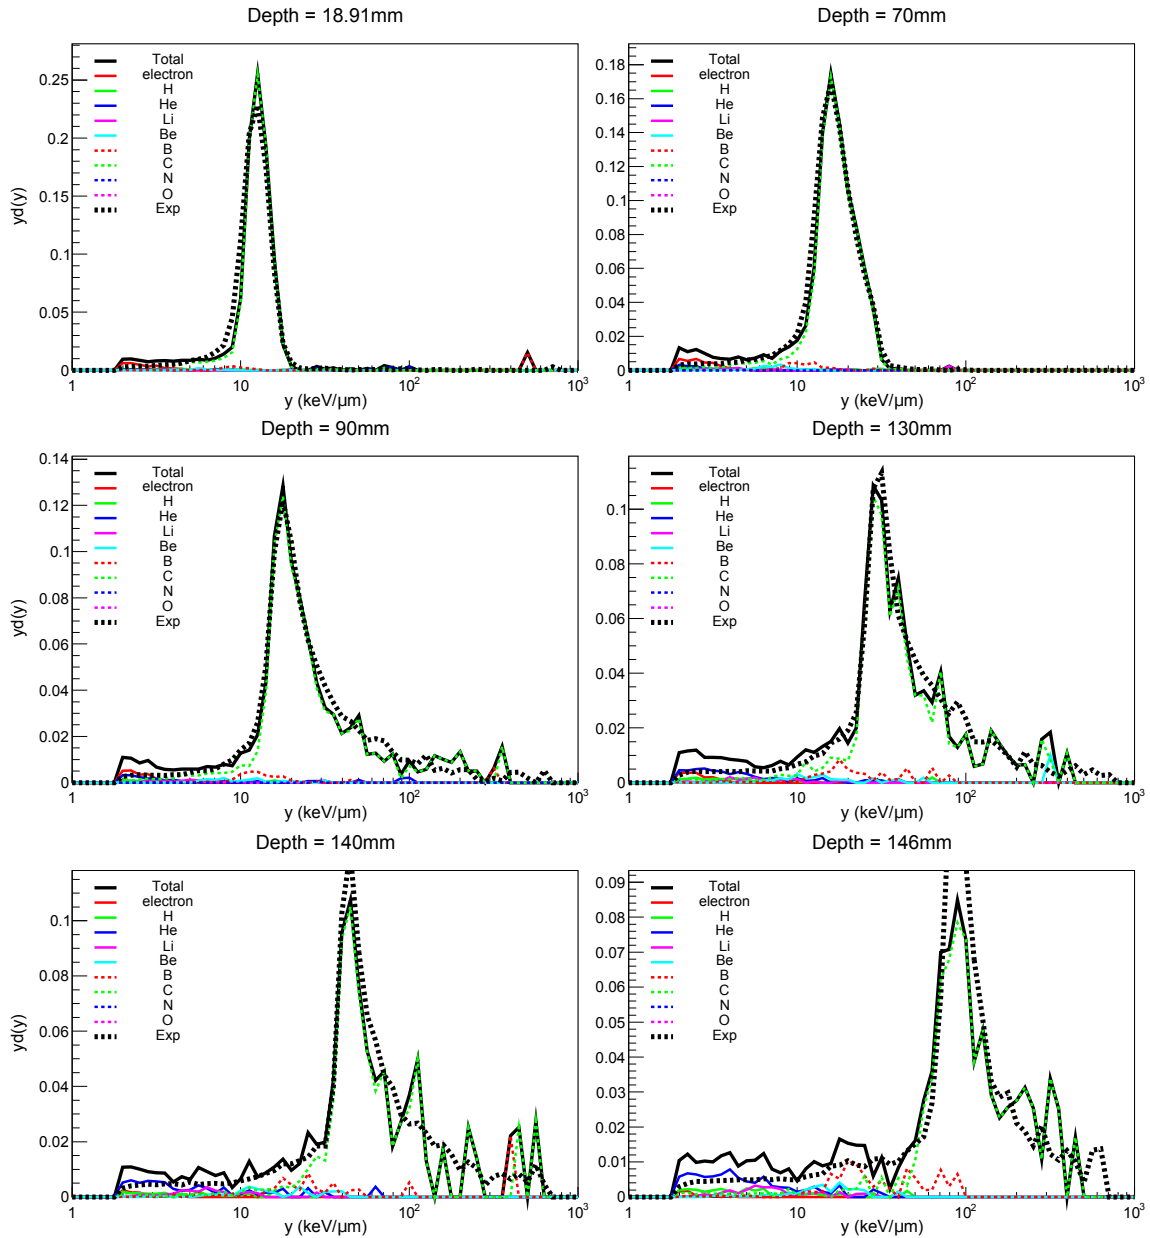 Depth = 18.91mm
yd(y)
0.25
0.2
0.15
0.1
0.05
0
Total
electron
H
He
Li
Be
B
C
N
O
Exp
1
10
10²
10³
y (keV/μm)
Depth = 70mm
0.18
0.16
0.14
0.12
0.1
0.08
0.06
0.04
0.02
0
Total
electron
H
He
Li
Be
B
C
N
O
Exp
1
10
10²
10³
y (keV/μm)
Depth = 90mm
yd(y)
0.14
0.12
0.1
0.08
0.06
0.04
0.02
0
Total
electron
H
He
Li
Be
B
C
N
O
Exp
1
10
10²
10³
y (keV/μm)
Depth = 130mm
0.1
0.08
0.06
0.04
0.02
0
Total
electron
H
He
Li
Be
B
C
N
O
Exp
1
10
10²
10³
y (keV/μm)
Depth = 140mm
yd(y)
0.1
0.08
0.06
0.04
0.02
0
Total
electron
H
He
Li
Be
B
C
N
O
Exp
1
10
10²
10³
y (keV/μm)
Depth = 146mm
0.09
0.08
0.07
0.06
0.05
0.04
0.03
0.02
0.01
0
Total
electron
H
He
Li
Be
B
C
N
O
Exp
1
10
10²
10³
y (keV/μm)